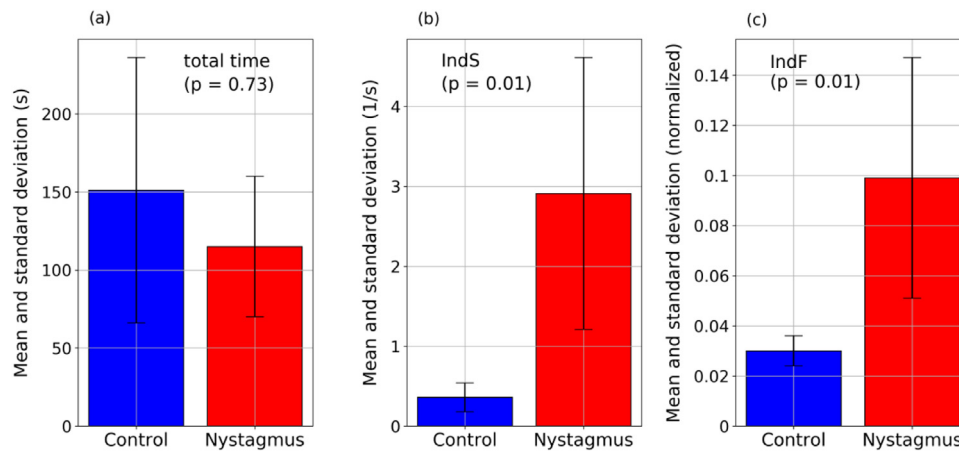 (a)
total time
(p = 0.73)
Mean and standard deviation (s)
200
150
100
50
0
Control Nystagmus
(b)
IndS
(p = 0.01)
Mean and standard deviation (1/s)
4
3
2
1
0
Control Nystagmus
(c)
IndF
(p = 0.01)
Mean and standard deviation (normalized)
0.14
0.12
0.1
0.08
0.06
0.04
0.02
0
Control Nystagmus